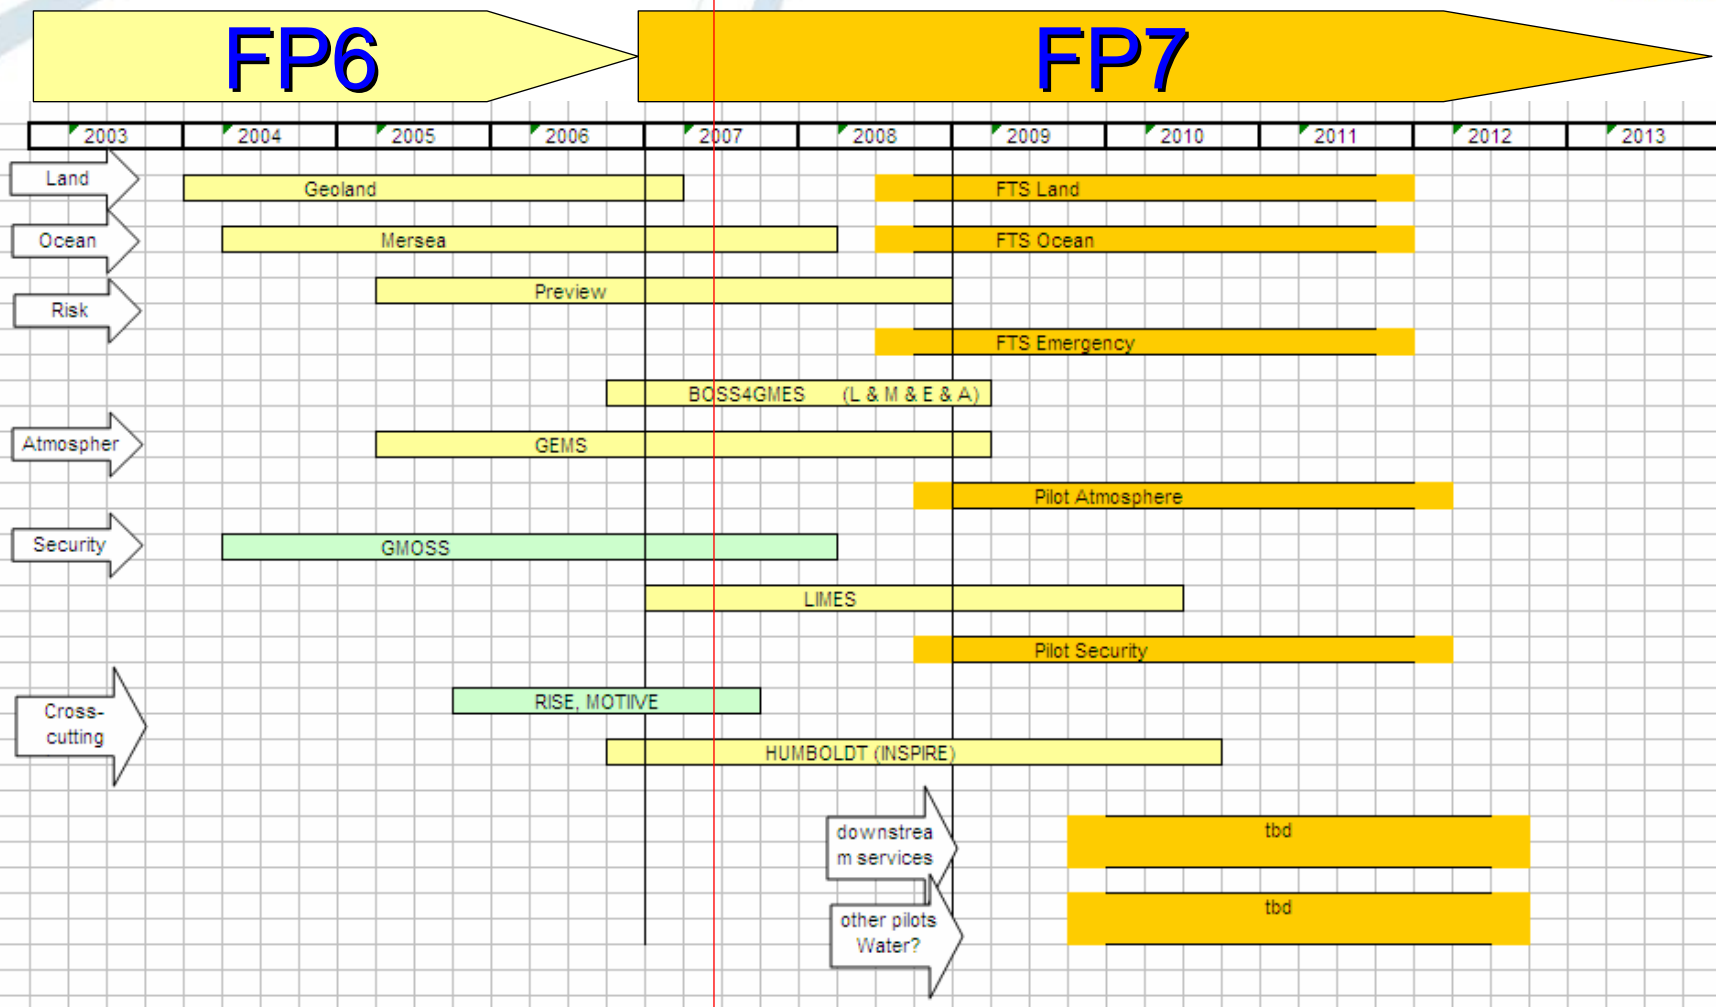 FP6
FP7
2003 2004 2005 2006 2007 2008 2009 2010 2011 2012 2013
Land
Geoland
FTS Land
Ocean
Mersea
FTS Ocean
Preview
Risk
FTS Emergency
BOSS4GMES (L & M & E & A)
Atmospher
GEMS
Pilot Atmosphere
Security
GMOSS
LIMES
Pilot Security
RISE, MOTIIVE
Cross-
cutting
HUMBOLDT (INSPIRE)
downstrea
m services
tbd
other pilots
Water?
tbd